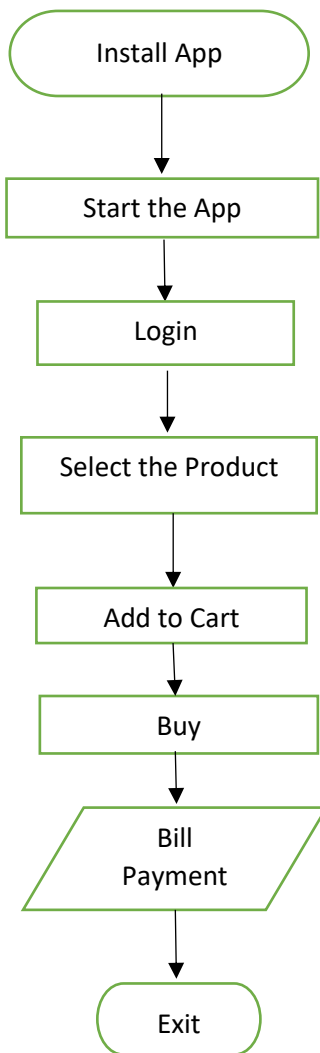 Install App
Start the App
Login
Select the Product
Add to Cart
Buy
Bill
Payment
Exit